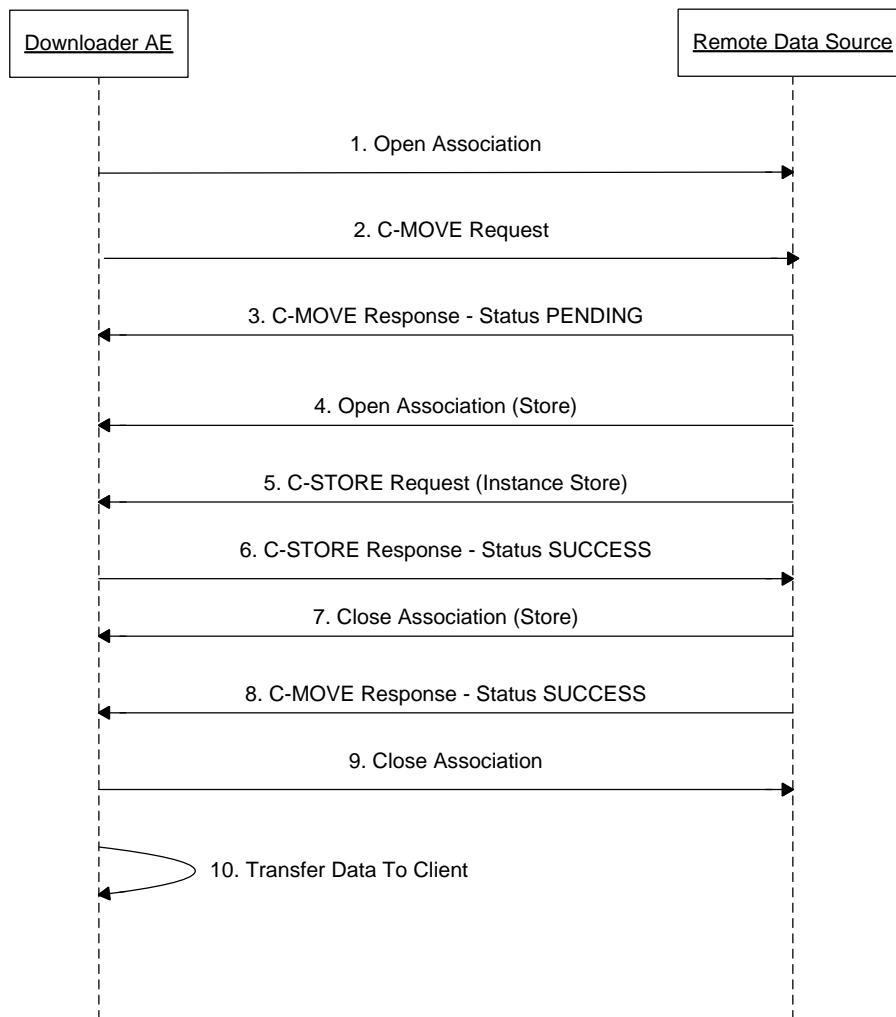 Downloader AE
Remote Data Source
1. Open Association
2. C-MOVE Request
3. C-MOVE Response - Status PENDING
4. Open Association (Store)
5. C-STORE Request (Instance Store)
6. C-STORE Response - Status SUCCESS
7. Close Association (Store)
8. C-MOVE Response - Status SUCCESS
9. Close Association
10. Transfer Data To Client